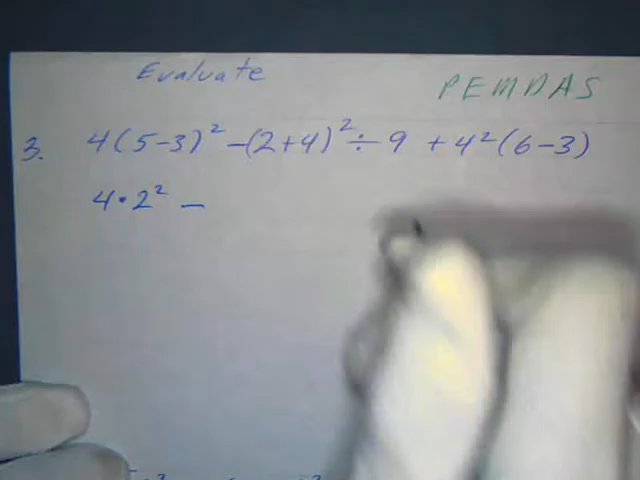 Evaluate PEMDAS
3. 4(5-3)² -(2+4)² ÷ 9 + 4²(6-3)
4·2² -